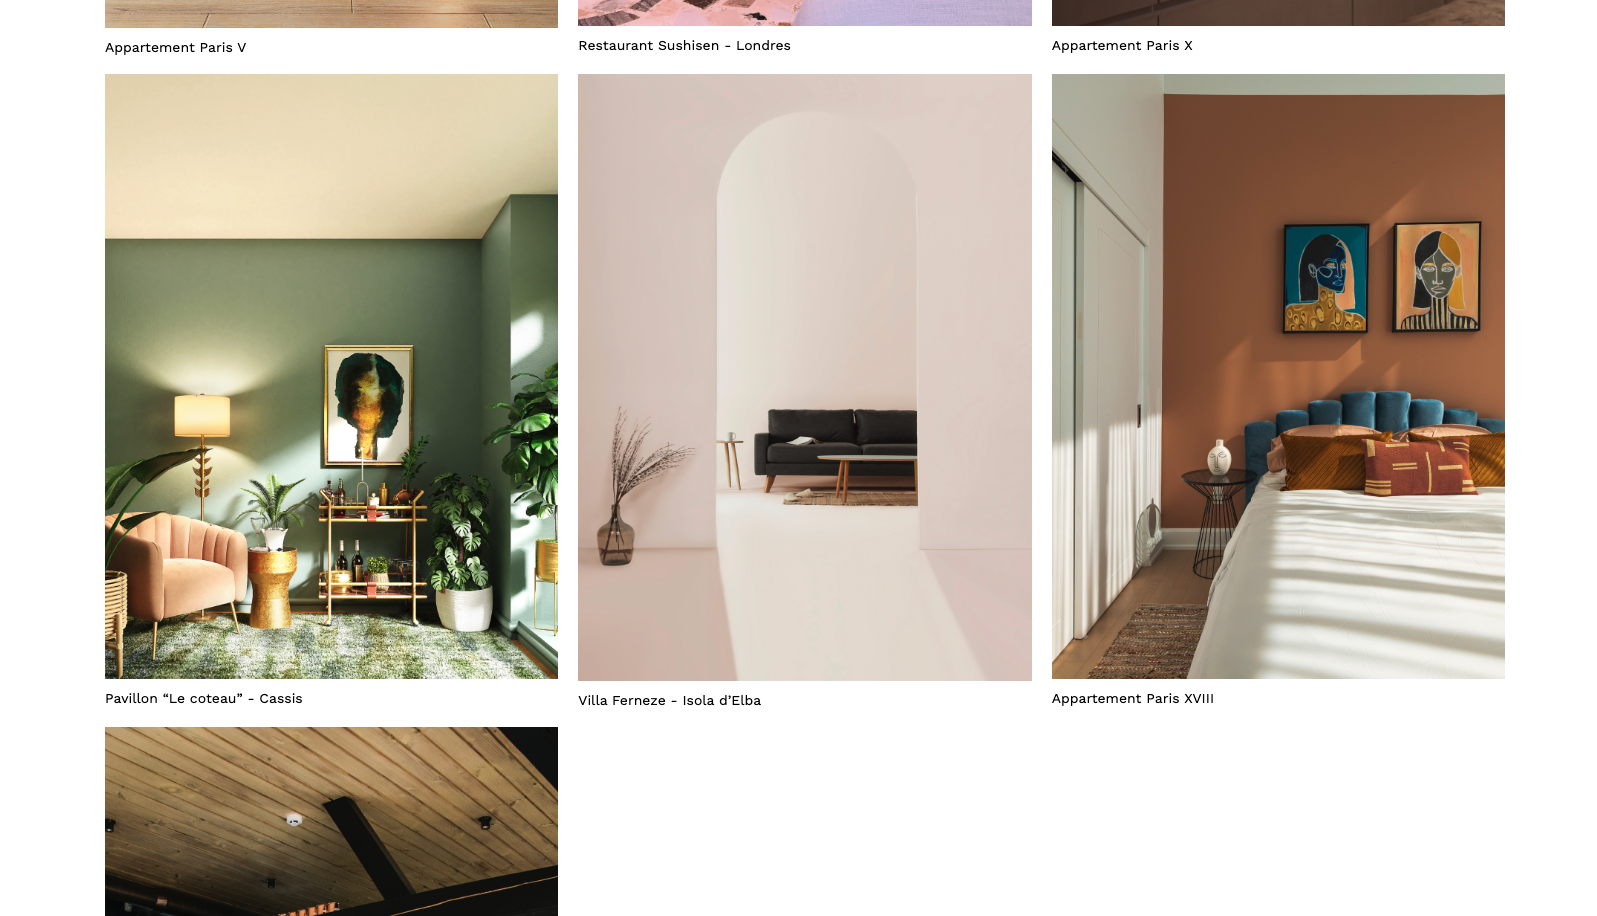 Appartement Paris V
Restaurant Sushisen - Londres
Appartement Paris X
Pavillon “Le coteau” - Cassis
Villa Ferneze - Isola d’Elba
Appartement Paris XVIII